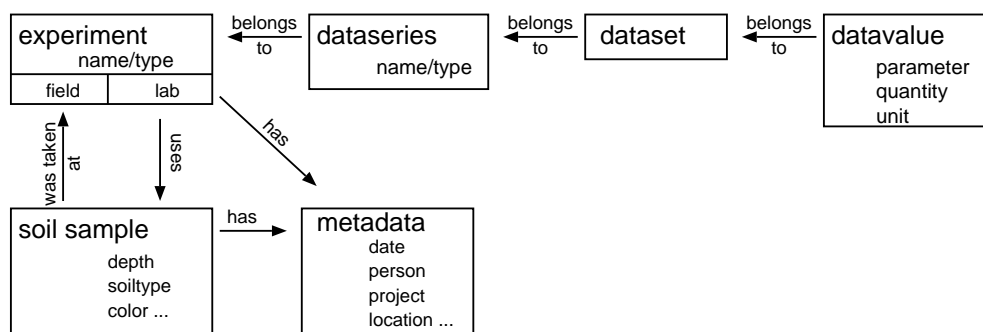 experiment
name/type
field
lab
belongs
to
dataseries
name/type
belongs
to
dataset
belongs
to
datavalue
parameter
quantity
unit
was taken
at
uses
has
soil sample
depth
soiltype
color ...
has
metadata
date
person
project
location ...